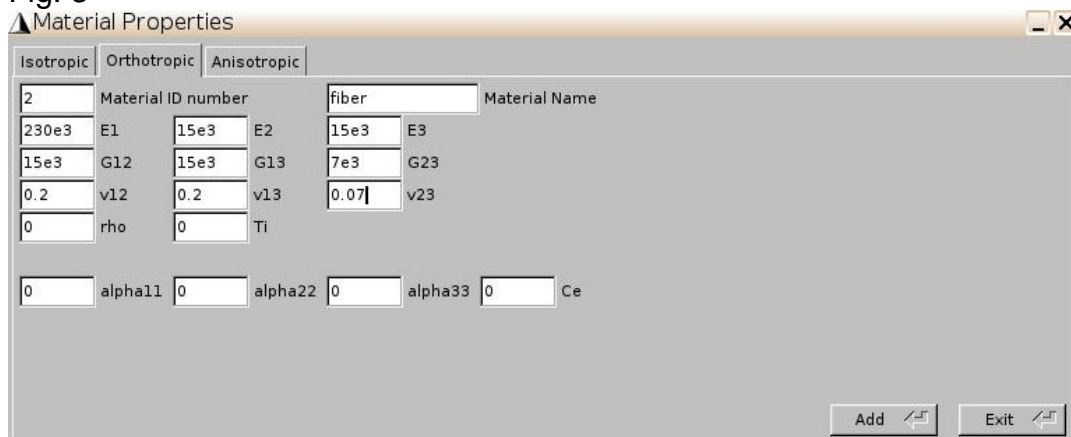 Material Properties
Isotropic Orthotropic Anisotropic
2 Material ID number fiber Material Name
230e3 E1 15e3 E2 15e3 E3
15e3 G12 15e3 G13 7e3 G23
0.2 v12 0.2 v13 0.07 v23
0 rho 0 Ti
0 alpha11 0 alpha22 0 alpha33 0 Ce
Add Exit